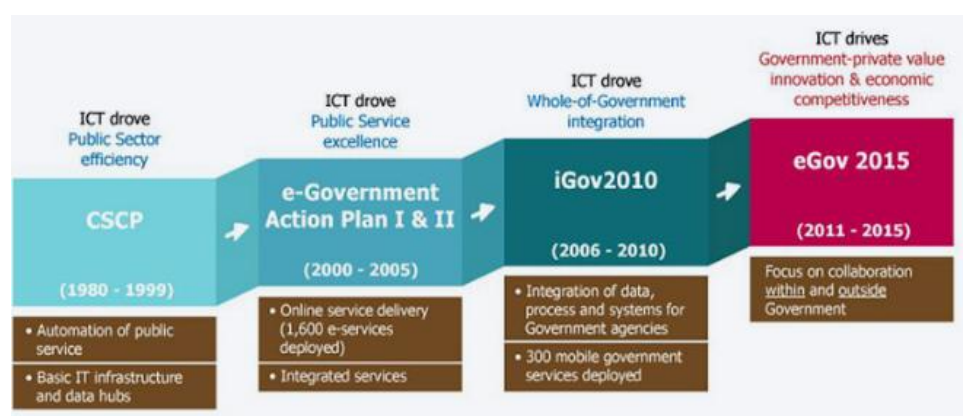 ICT drove
Public Sector
efficiency
CSCP
(1980 - 1999)
• Automation of public
service
• Basic IT infrastructure
and data hubs
ICT drove
Public Service
excellence
e-Government
Action Plan I & II
(2000 - 2005)
• Online service delivery
(1,600 e-services
deployed)
• Integrated services
ICT drove
Whole-of-Government
integration
iGov2010
(2006 - 2010)
• Integration of data,
process and systems for
Government agencies
• 300 mobile government
services deployed
ICT drives
Government-private value
innovation & economic
competitiveness
eGov 2015
(2011 - 2015)
Focus on collaboration
within and outside
Government